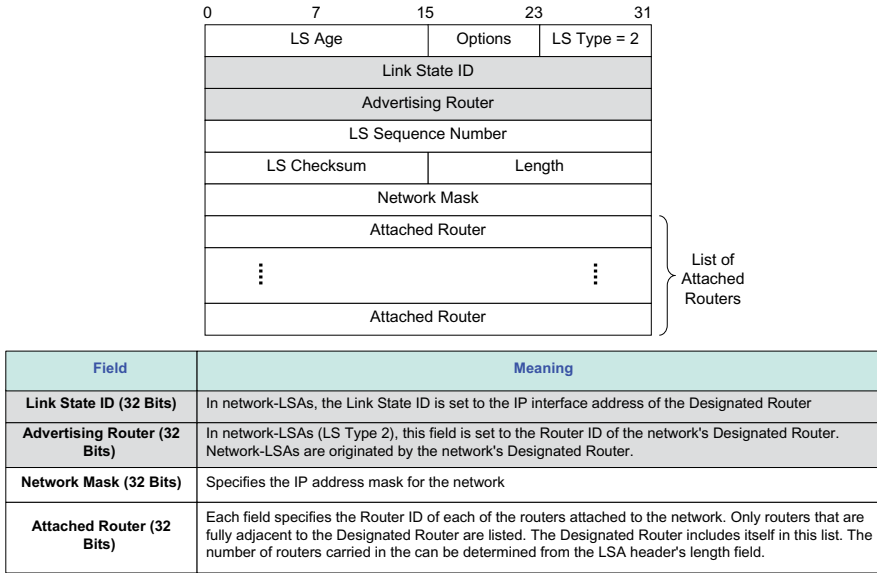 0 7 15 23 31
LS Age Options LS Type = 2
Link State ID
Advertising Router
LS Sequence Number
LS Checksum Length
Network Mask
Attached Router
List of
Attached
Routers
Attached Router
Field Meaning
Link State ID (32 Bits) In network-LSAs, the Link State ID is set to the IP interface address of the Designated Router
Advertising Router (32
Bits)
In network-LSAs (LS Type 2), this field is set to the Router ID of the network's Designated Router.
Network-LSAs are originated by the network's Designated Router.
Network Mask (32 Bits) Specifies the IP address mask for the network
Attached Router (32
Bits)
Each field specifies the Router ID of each of the routers attached to the network. Only routers that are
fully adjacent to the Designated Router are listed. The Designated Router includes itself in this list. The
number of routers carried in the can be determined from the LSA header's length field.